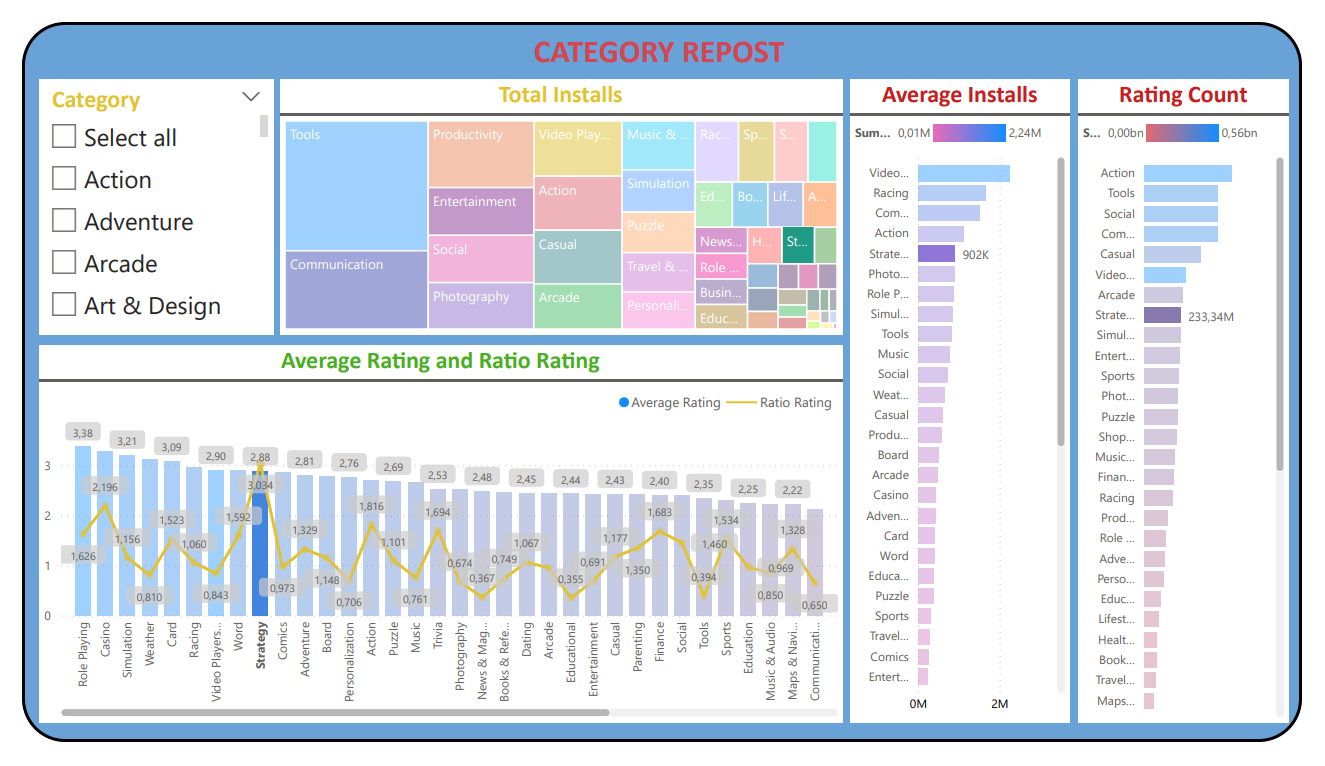 CATEGORY REPOST
Category
Select all
Action
Adventure
Arcade
Art & Design
Total Installs
Tools
Communication
Productivity
Entertainment
Social
Photography
Video Play...
Action
Casual
Arcade
Music & ...
Simulation
Puzzle
Travel & ...
Personali...
Rac...
Sp...
S...
Ed...
Bo...
Lif...
A...
News...
H...
St...
Role ...
Busin...
Educ...
Average Rating and Ratio Rating
Average Rating
Ratio Rating
3
2
1
0
3,38
3,21
3,09
2,90
2,88
2,81
2,76
2,69
2,53
2,48
2,45
2,44
2,43
2,40
2,35
2,25
2,22
1,626
2,196
1,156
0,810
1,523
1,060
0,843
1,592
3,034
0,973
1,329
1,148
0,706
1,816
1,101
0,761
1,694
0,674
0,367
0,749
1,067
0,355
0,691
1,177
1,350
1,683
1,460
0,394
1,534
0,850
0,969
1,328
0,650
Role Playing
Casino
Simulation
Weather
Card
Racing
Video Players...
Word
Strategy
Comics
Adventure
Board
Personalization
Action
Puzzle
Music
Trivia
Photography
News & Mag...
Books & Refe...
Dating
Arcade
Educational
Entertainment
Casual
Parenting
Finance
Social
Tools
Sports
Education
Music & Audio
Maps & Navi...
Communicati...
Average Installs
Sum... 0,01M 2,24M
Video...
Racing
Com...
Action
Strate... 902K
Photo...
Role P...
Simul...
Tools
Music
Social
Weat...
Casual
Produ...
Board
Arcade
Casino
Adven...
Card
Word
Educa...
Puzzle
Sports
Travel...
Comics
Entert...
0M 2M
Rating Count
S... 0,00bn 0,56bn
Action
Tools
Social
Com...
Casual
Video...
Arcade
Strate... 233,34M
Simul...
Entert...
Sports
Phot...
Puzzle
Shop...
Music...
Finan...
Racing
Prod...
Role ...
Adve...
Perso...
Educ...
Lifest...
Healt...
Book...
Travel...
Maps...